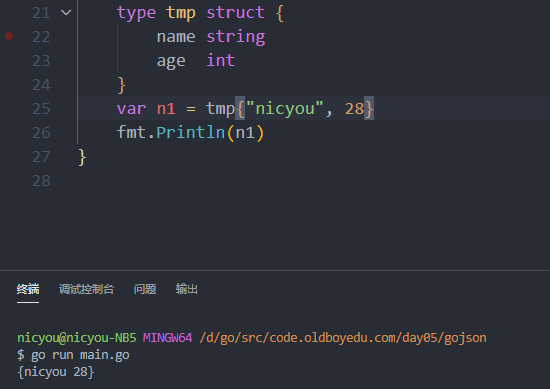 21 type tmp struct {
22 name string
23 age  int
24 }
25 var n1 = tmp{"nicyou", 28}
26 fmt.Println(n1)
27 }
28
终端 调试控制台 问题 输出
nicyou@nicyou-NB5 MINGW64 /d/go/src/code.oldboyedu.com/day05/gojson
$ go run main.go
{nicyou 28}